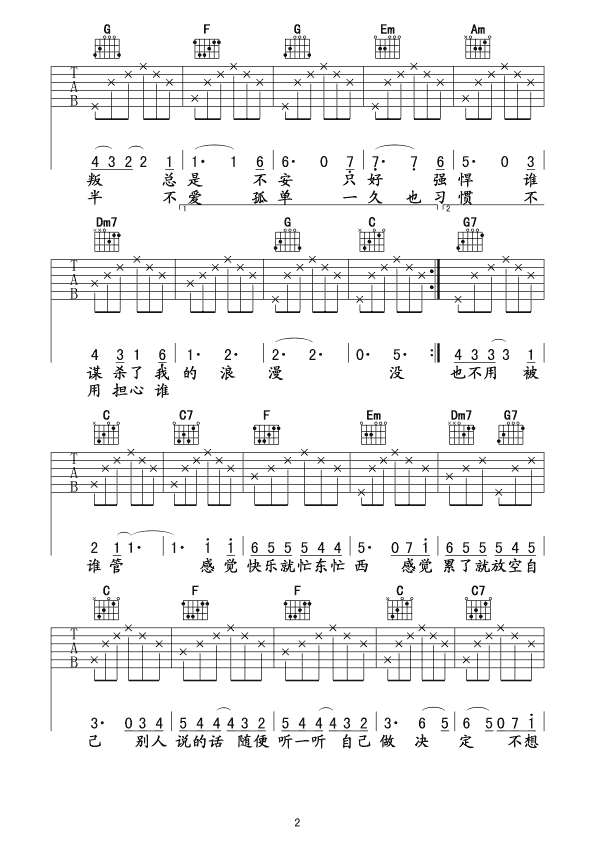 G F G Em Am
T A B
4 3 2 2 1 | 1· 1 6 | 6· 0 7 | 7· 7 6 | 5· 0 3
叛 总 是 不 安 只 好 强 悍 谁
半 不 爱 孤 单 一 久 也 习 惯 不
1 2
Dm7 G C G7
T A B
4 3 1 6 | 1· 2· | 2· 2· | 0· 5· :| 4 3 3 3 1
谋 杀 了 我 的 浪 漫 没 也 不 用 被
用 担 心 谁
C C7 F Em Dm7 G7
T A B
2 1 1· | 1· 1 1 | 6 5 5 5 4 4 | 5· 0 7 1 | 6 5 5 5 4 5
谁 管 感 觉 快 乐 就 忙 东 忙 西 感 觉 累 了 就 放 空 自
C F F C C7
T A B
3· 0 3 4 | 5 4 4 4 3 2 | 5 4 4 4 3 2 | 3· 6 5 | 6 5 0 7 1
己 别 人 说 的 话 随 便 听 一 听 自 己 做 决 定 不 想
2